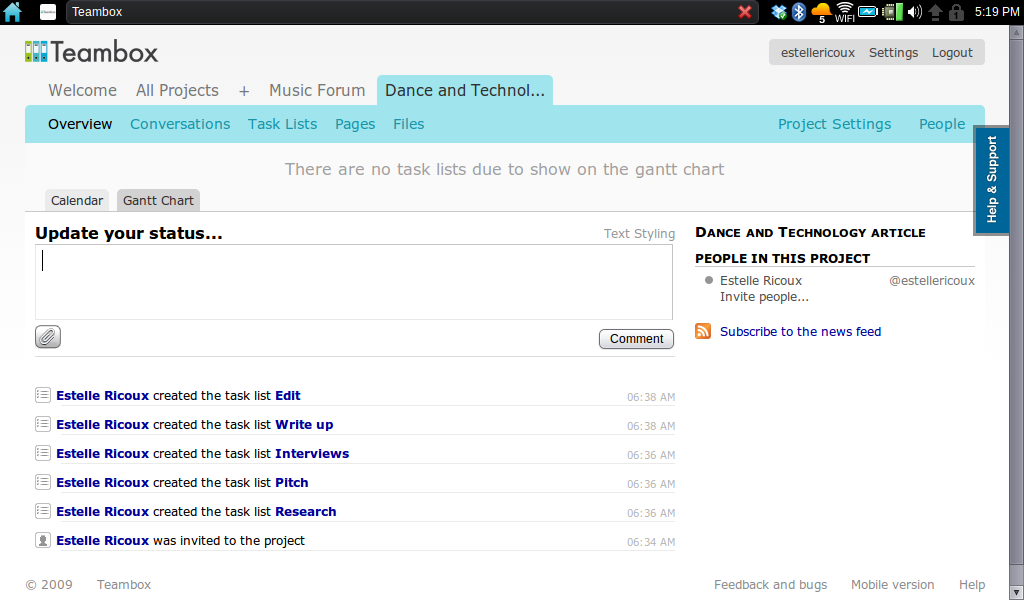 Teambox
5
WIFI
1
5:19 PM
Teambox
estellericoux Settings Logout
Welcome All Projects + Music Forum Dance and Technol...
Overview Conversations Task Lists Pages Files Project Settings People
Help & Support
There are no task lists due to show on the gantt chart
Calendar Gantt Chart
Update your status...
Text Styling
Comment
DANCE AND TECHNOLOGY ARTICLE
PEOPLE IN THIS PROJECT
Estelle Ricoux @estellericoux
Invite people...
Subscribe to the news feed
Estelle Ricoux created the task list Edit 06:38 AM
Estelle Ricoux created the task list Write up 06:38 AM
Estelle Ricoux created the task list Interviews 06:36 AM
Estelle Ricoux created the task list Pitch 06:36 AM
Estelle Ricoux created the task list Research 06:36 AM
Estelle Ricoux was invited to the project 06:34 AM
© 2009 Teambox Feedback and bugs Mobile version Help